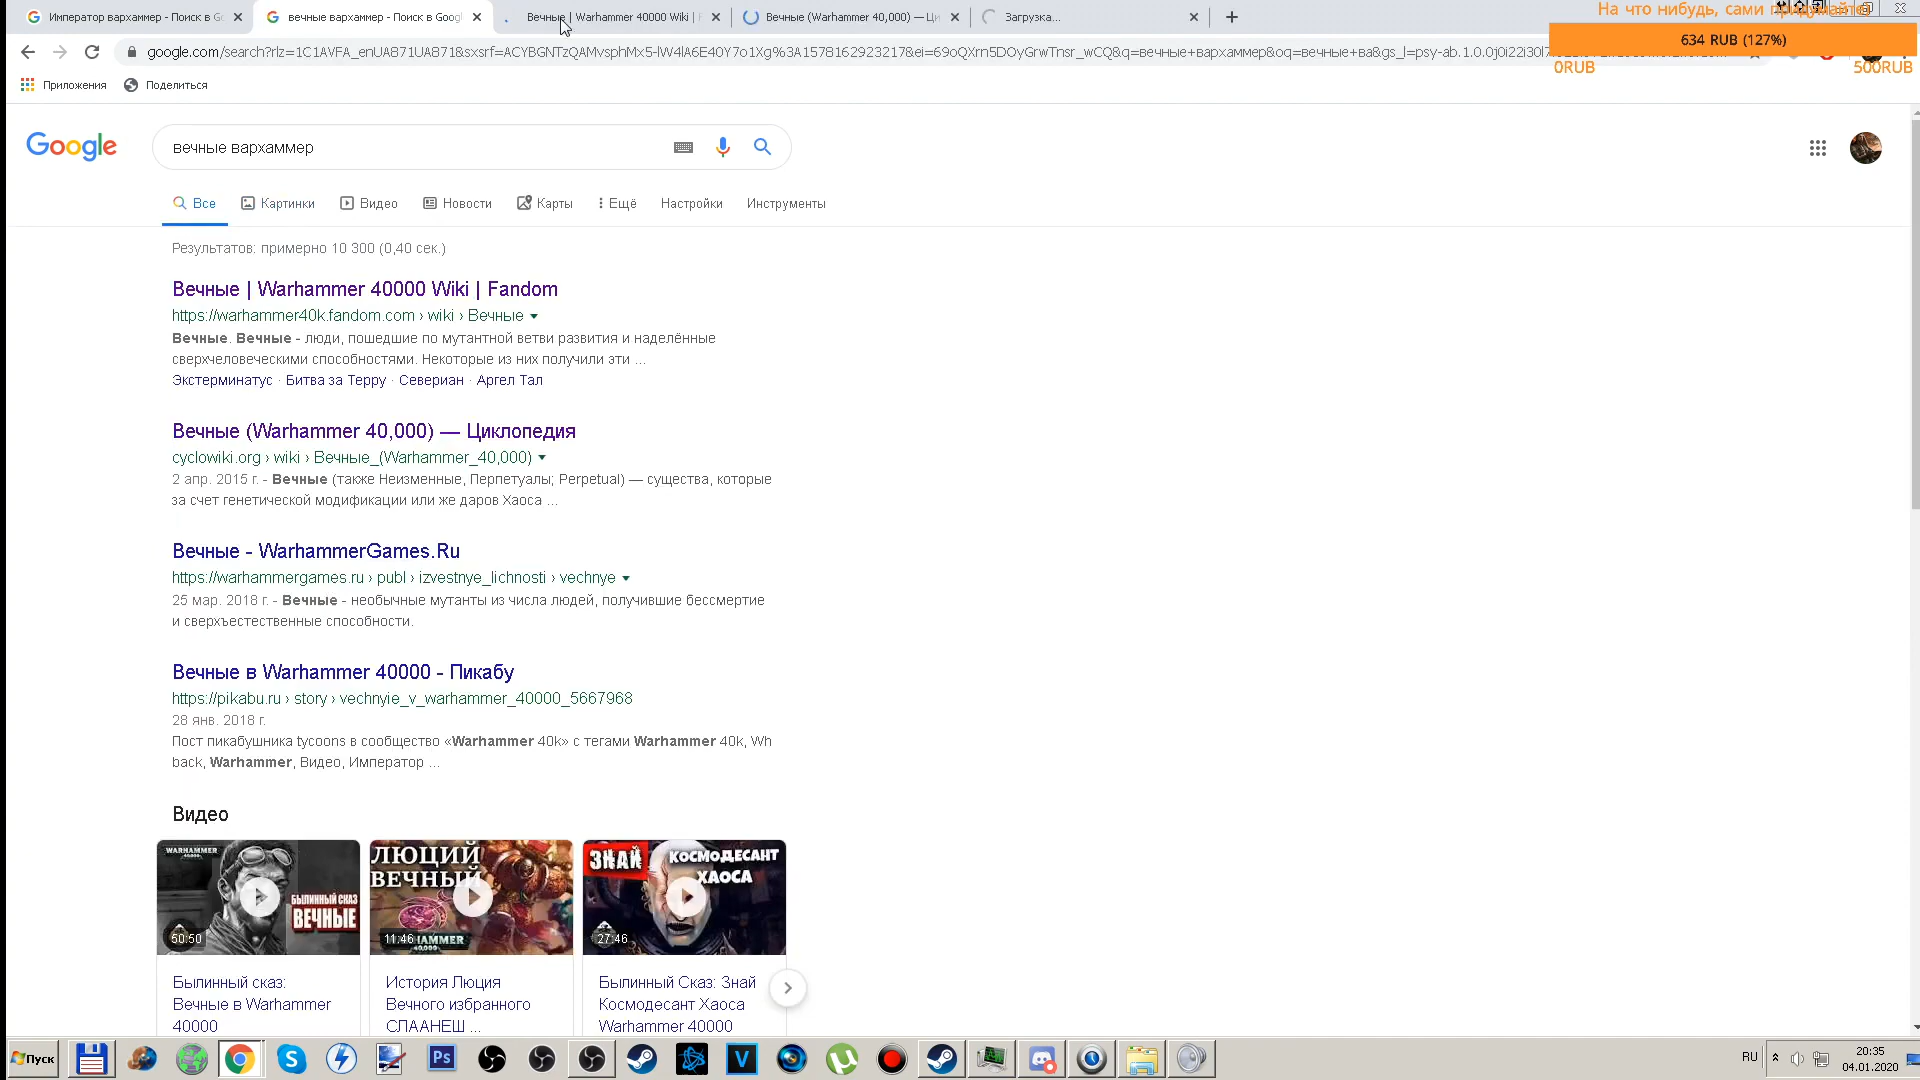 Император вархаммер - Поиск в Go
вечные вархаммер - Поиск в Googl
Вечные | Warhammer 40000 Wiki |
Вечные (Warhammer 40,000) — Ци
Загрузка...
На что нибудь, сами придумайте!
634 RUB (127%)
0RUB
500RUB
Приложения
Поделиться
Google
вечные вархаммер
Все
Картинки
Видео
Новости
Карты
Ещё
Настройки
Инструменты
Результатов: примерно 10 300 (0,40 сек.)
Вечные | Warhammer 40000 Wiki | Fandom
https://warhammer40k.fandom.com › wiki › Вечные
Вечные. Вечные - люди, пошедшие по мутантной ветви развития и наделённые
сверхчеловеческими способностями. Некоторые из них получили эти ...
Экстерминатус · Битва за Терру · Севериан · Аргел Тал
Вечные (Warhammer 40,000) — Циклопедия
cyclowiki.org › wiki › Вечные_(Warhammer_40,000)
2 апр. 2015 г. - Вечные (также Неизменные, Перпетуалы; Perpetual) — существа, которые
за счет генетической модификации или же даров Хаоса ...
Вечные - WarhammerGames.Ru
https://warhammergames.ru › publ › izvestnye_lichnosti › vechnye
25 мар. 2018 г. - Вечные - необычные мутанты из числа людей, получившие бессмертие
и сверхъестественные способности.
Вечные в Warhammer 40000 - Пикабу
https://pikabu.ru › story › vechnyie_v_warhammer_40000_5667968
28 янв. 2018 г.
Пост пикабушника tycoons в сообщество «Warhammer 40k» с тегами Warhammer 40k, Wh
back, Warhammer, Видео, Император ...
Видео
WARHAMMER
БЫЛИННЫЙ СКАЗ
ВЕЧНЫЕ
50:50
ЛЮЦИЙ
ВЕЧНЫЙ
11:46
ЗНАЙ
КОСМОДЕСАНТ
ХАОСА
27:46
Былинный сказ:
Вечные в Warhammer
40000
История Люция
Вечного избранного
СЛААНЕШ ...
Былинный Сказ: Знай
Космодесант Хаоса
Warhammer 40000
Пуск
Ps
RU
20:35
04.01.2020